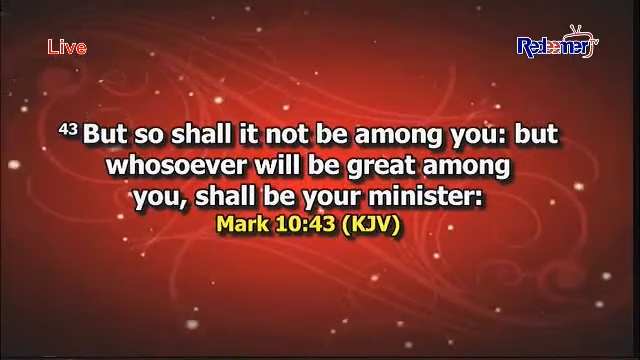 Live
Redeemer TV
43 But so shall it not be among you: but
whosoever will be great among
you, shall be your minister:
Mark 10:43 (KJV)